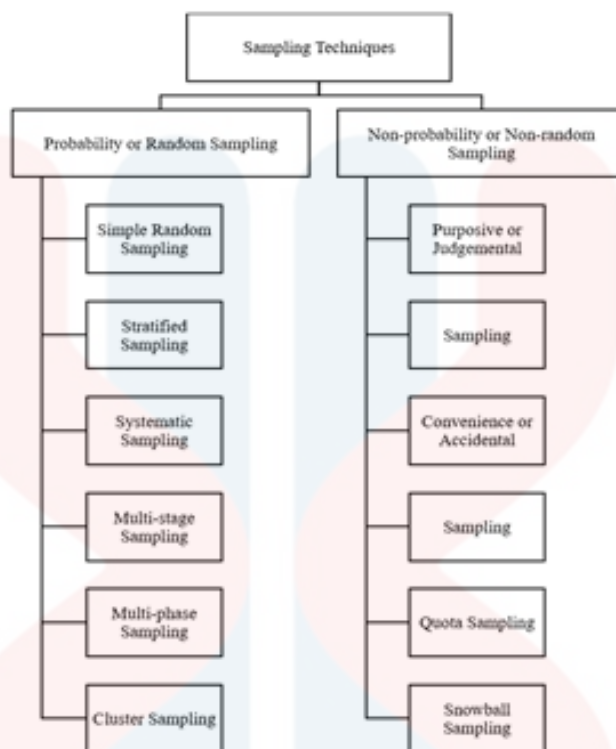 Sampling Techniques
Probability or Random Sampling
Simple Random
Sampling
Stratified
Sampling
Systematic
Sampling
Multi-stage
Sampling
Multi-phase
Sampling
Cluster Sampling
Non-probability or Non-random
Sampling
Purposive or
Judgemental
Sampling
Convenience or
Accidental
Sampling
Quota Sampling
Snowball
Sampling